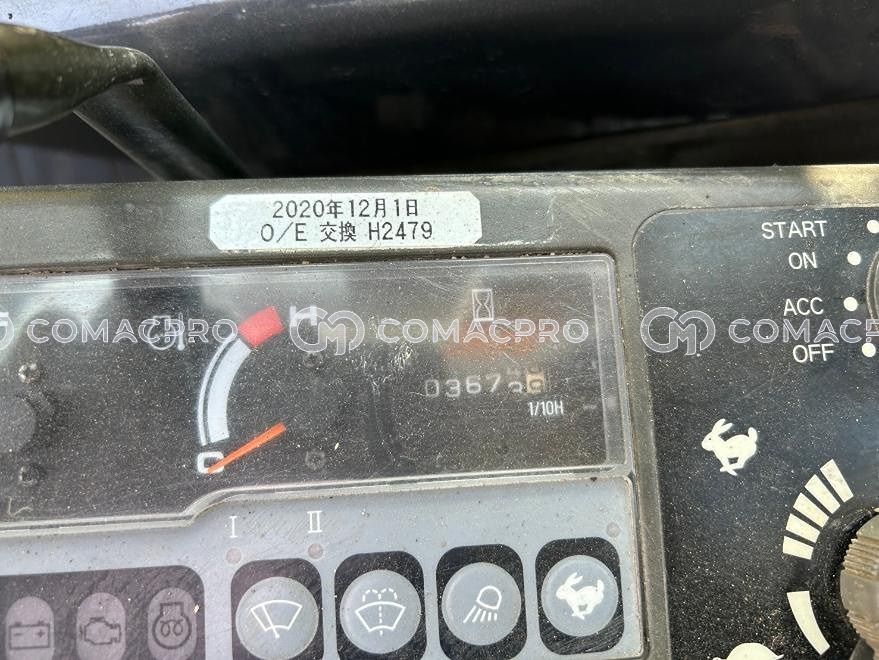 2020年12月1日
O/E 交換 H2479
START
ON
ACC
OFF
COMACPRO
COMACPRO
H
C
1/10H
I
II